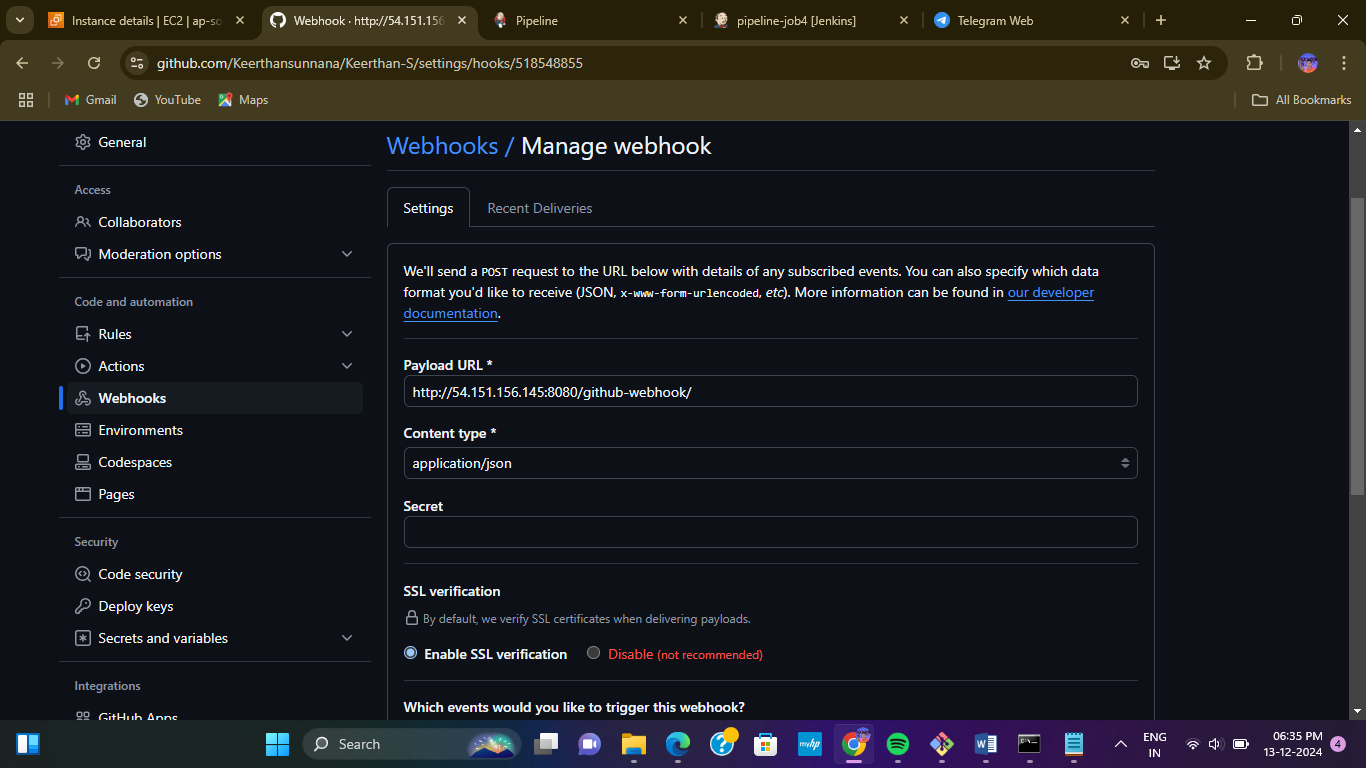 Instance details | EC2 | ap-so
Webhook · http://54.151.156
Pipeline
pipeline-job4 [Jenkins]
Telegram Web
github.com/Keerthansunnana/Keerthan-S/settings/hooks/518548855
Gmail
YouTube
Maps
All Bookmarks
General
Access
Collaborators
Moderation options
Code and automation
Rules
Actions
Webhooks
Environments
Codespaces
Pages
Security
Code security
Deploy keys
Secrets and variables
Integrations
GitHub Apps
Webhooks / Manage webhook
Settings
Recent Deliveries
We'll send a POST request to the URL below with details of any subscribed events. You can also specify which data
format you'd like to receive (JSON, x-www-form-urlencoded, etc). More information can be found in our developer
documentation.
Payload URL *
http://54.151.156.145:8080/github-webhook/
Content type *
application/json
Secret
SSL verification
By default, we verify SSL certificates when delivering payloads.
Enable SSL verification
Disable (not recommended)
Which events would you like to trigger this webhook?
Search
myhp
ENG
IN
06:35 PM
13-12-2024
4